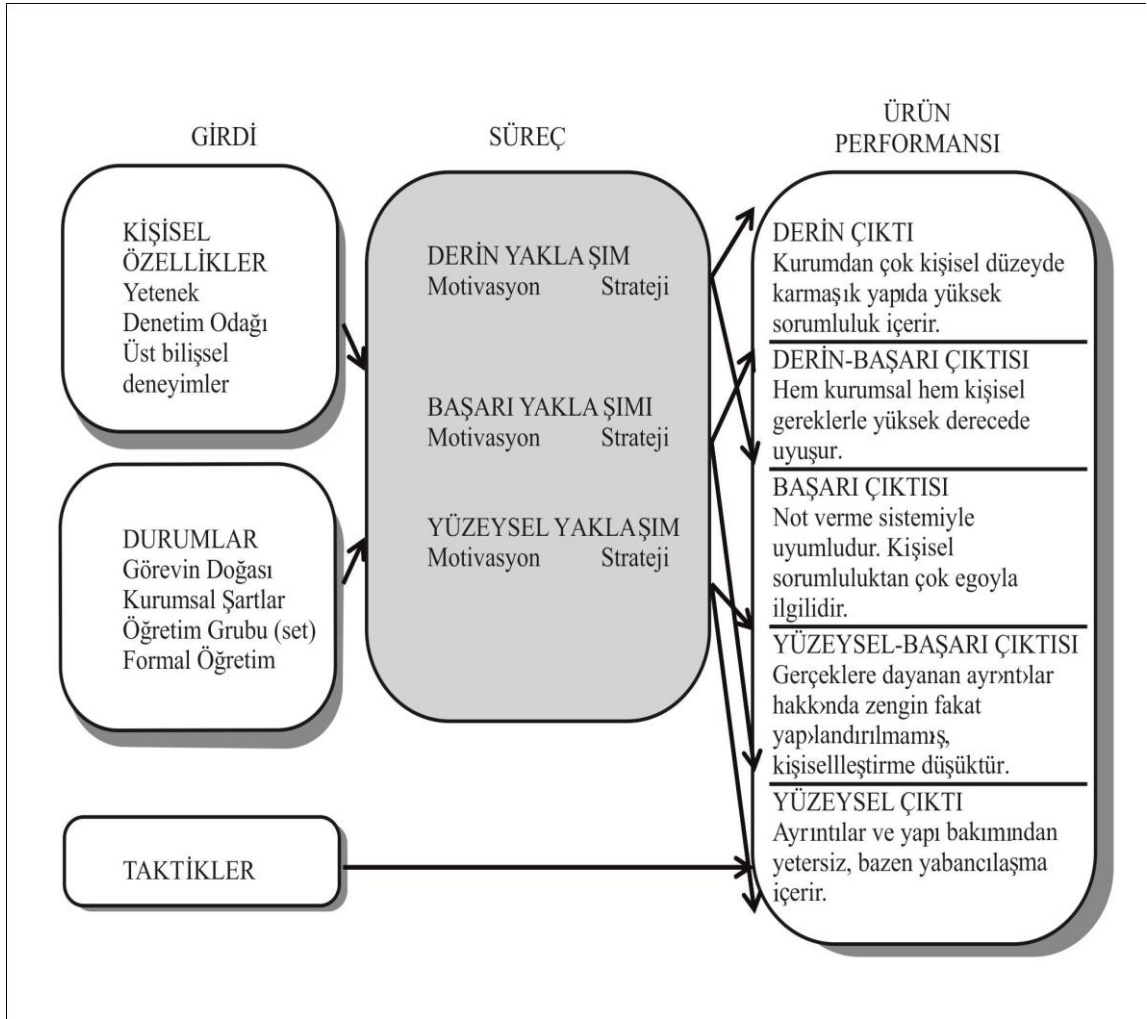 GİRDİ
KİŞİSEL
ÖZELLİKLER
Yetenek
Denetim Odağı
Üst bilişsel
deneyimler
DURUMLAR
Görevin Doğası
Kurumsal Şartlar
Öğretim Grubu (set)
Formal Öğretim
TAKTİKLER
SÜREÇ
DERİN YAKLA ŞIM
Motivasyon Strateji
BAŞARI YAKLA ŞIMI
Motivasyon Strateji
YÜZEYSEL YAKLA ŞIM
Motivasyon Strateji
ÜRÜN
PERFORMANSI
DERİN ÇIKTI
Kurumdan çok kişisel düzeyde
karmaşık yapıda yüksek
sorumluluk içerir.
DERİN-BAŞARI ÇIKTISI
Hem kurumsal hem kişisel
gereklerle yüksek derecede
uyuşur.
BAŞARI ÇIKTISI
Not verme sistemiyle
uyumludur. Kişisel
sorumluluktan çok egoyla
ilgilidir.
YÜZEYSEL-BAŞARI ÇIKTISI
Gerçeklere dayanan ayr›nt›lar
hakk›nda zengin fakat
yap›landırılmamış,
kişisellleştirme düşüktür.
YÜZEYSEL ÇIKTI
Ayrıntılar ve yapı bakımından
yetersiz, bazen yabancılaşma
içerir.